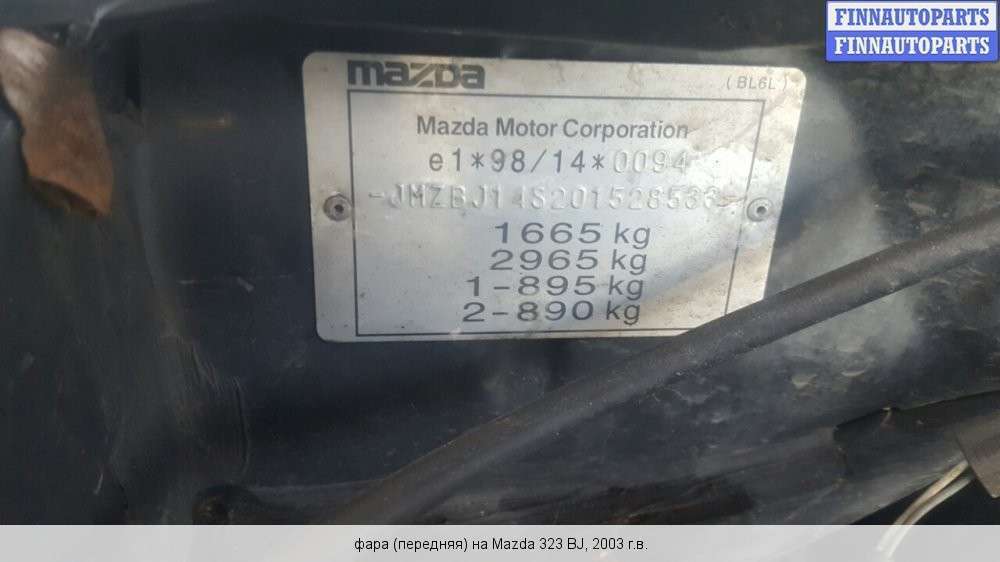 FINNAUTOPARTS
FINNAUTOPARTS
mazda
(BL6L)
Mazda Motor Corporation
e1*98/14*0094
-JMZBJ14S201528536-
1665 kg
2965 kg
1-895 kg
2-890 kg
фара (передняя) на Mazda 323 BJ, 2003 г.в.